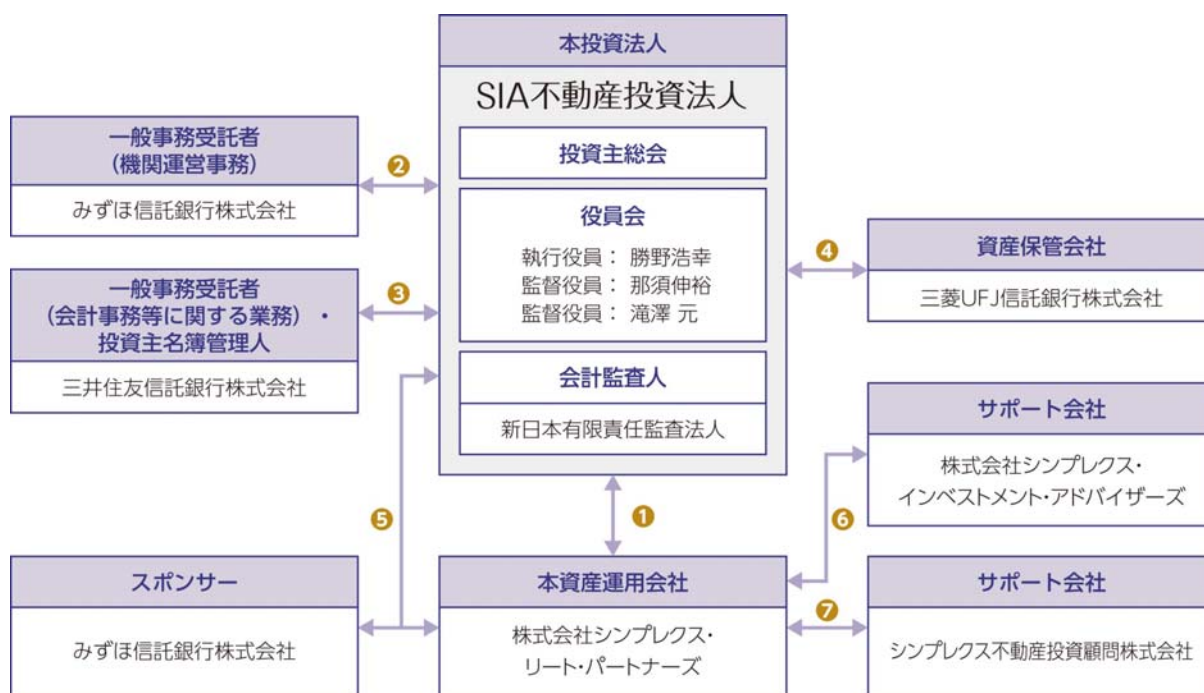 本投資法人
SIA不動産投資法人
投資主総会
役員会
執行役員： 勝野浩幸
監督役員： 那須伸裕
監督役員： 滝澤 元
会計監査人
新日本有限責任監査法人
一般事務受託者
（機関運営事務）
みずほ信託銀行株式会社
❷
一般事務受託者
（会計事務等に関する業務）・
投資主名簿管理人
三井住友信託銀行株式会社
❸
資産保管会社
三菱UFJ信託銀行株式会社
❹
サポート会社
株式会社シンプレクス・
インベストメント・アドバイザーズ
❺
❶
❻
スポンサー
みずほ信託銀行株式会社
本資産運用会社
株式会社シンプレクス・
リート・パートナーズ
❼
サポート会社
シンプレクス不動産投資顧問株式会社